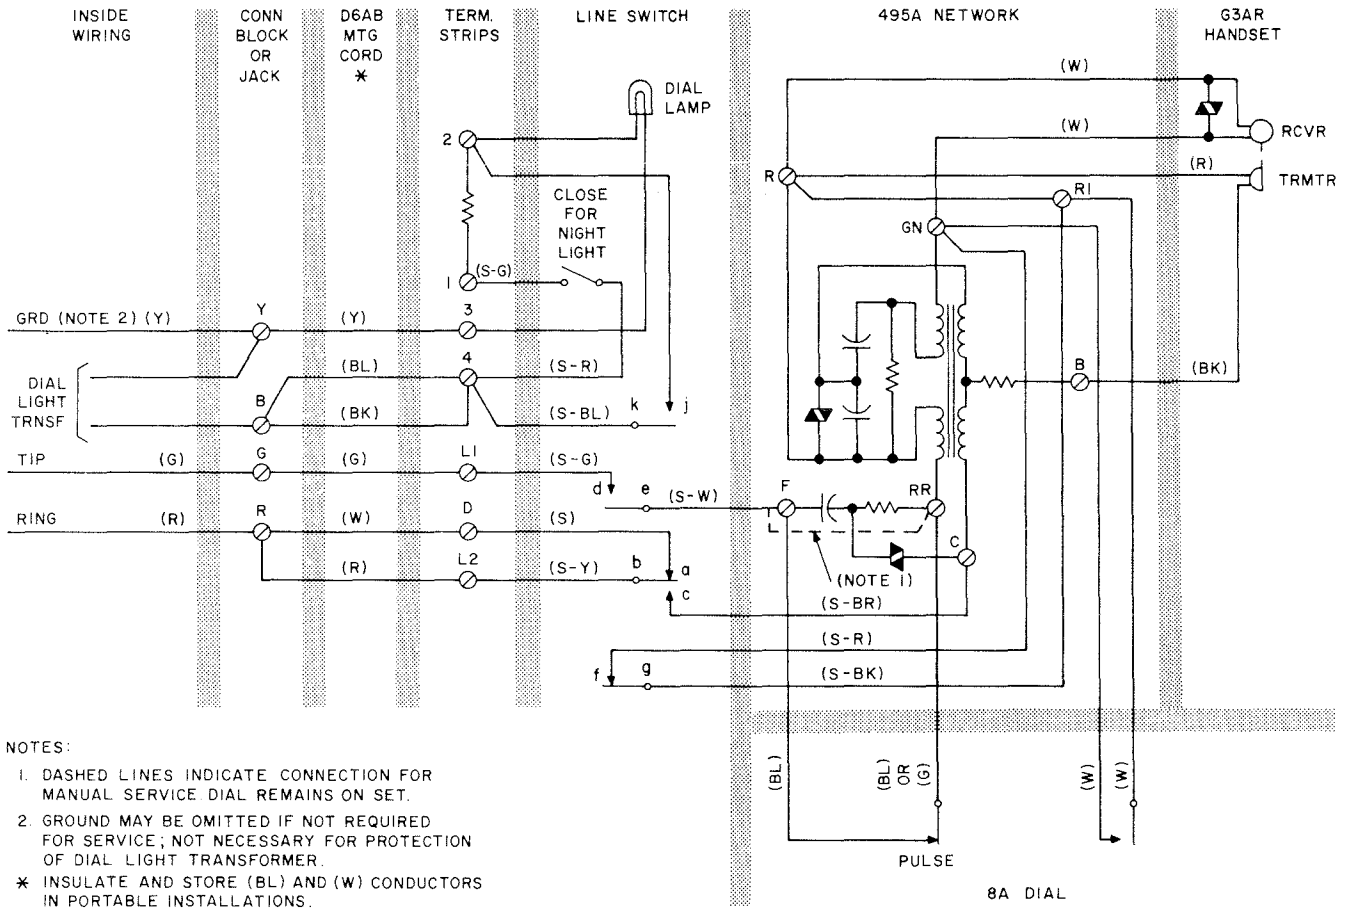 INSIDE WIRING
CONN BLOCK OR JACK
D6AB MTG CORD *
TERM. STRIPS
LINE SWITCH
495A NETWORK
G3AR HANDSET
(W)
DIAL LAMP
2
(W)
RCVR
R
(R)
TRMTR
R1
CLOSE FOR NIGHT LIGHT
GN
1
(S-G)
GRD (NOTE 2) (Y)
Y
(Y)
3
DIAL LIGHT TRNSF
(BL)
4
(S-R)
B
(BK)
B
(BK)
(S-BL)
k
j
TIP
(G)
G
(G)
L1
(S-G)
d
e
(S-W)
F
RR
RING
(R)
R
(W)
D
(S)
C
(R)
L2
(S-Y)
b
a
c
(NOTE 1)
(S-BR)
(S-R)
f
g
(S-BK)
NOTES:
1. DASHED LINES INDICATE CONNECTION FOR
MANUAL SERVICE. DIAL REMAINS ON SET.
2. GROUND MAY BE OMITTED IF NOT REQUIRED
FOR SERVICE; NOT NECESSARY FOR PROTECTION
OF DIAL LIGHT TRANSFORMER.
* INSULATE AND STORE (BL) AND (W) CONDUCTORS
IN PORTABLE INSTALLATIONS.
(BL)
(BL) OR (G)
(W)
(W)
PULSE
8A DIAL